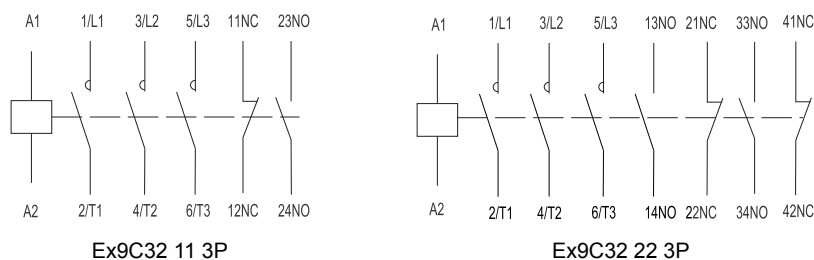 A1 1/L1 3/L2 5/L3 11NC 23NO
A2 2/T1 4/T2 6/T3 12NC 24NO
Ex9C32 11 3P
A1 1/L1 3/L2 5/L3 13NO 21NC 33NO 41NC
A2 2/T1 4/T2 6/T3 14NO 22NC 34NO 42NC
Ex9C32 22 3P